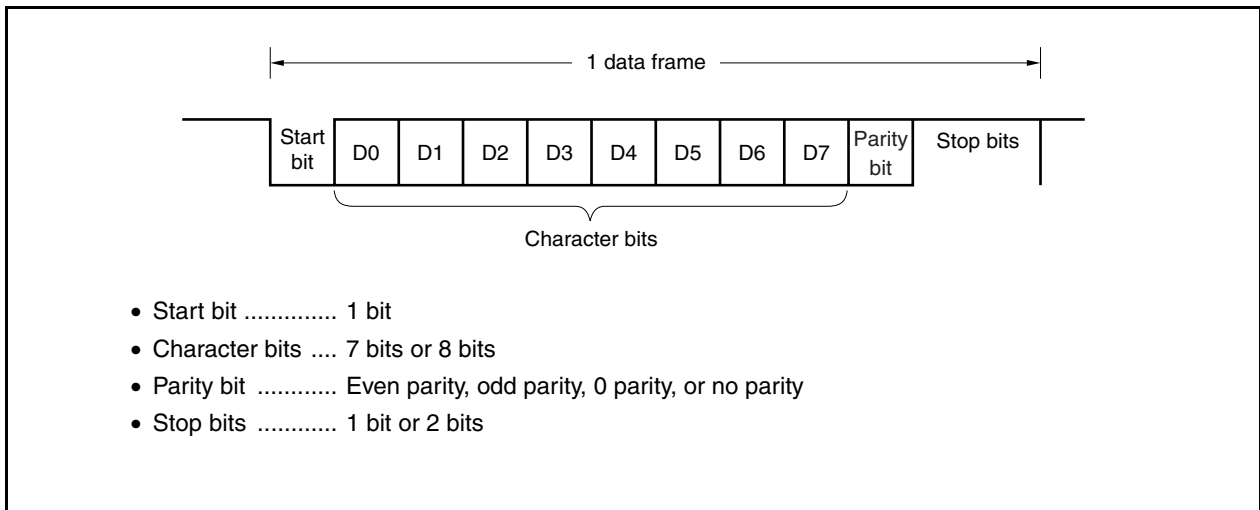 1 data frame
Start bit
D0 D1 D2 D3 D4 D5 D6 D7
Parity bit
Stop bits
Character bits
• Start bit ............. 1 bit
• Character bits .... 7 bits or 8 bits
• Parity bit ............ Even parity, odd parity, 0 parity, or no parity
• Stop bits ............ 1 bit or 2 bits